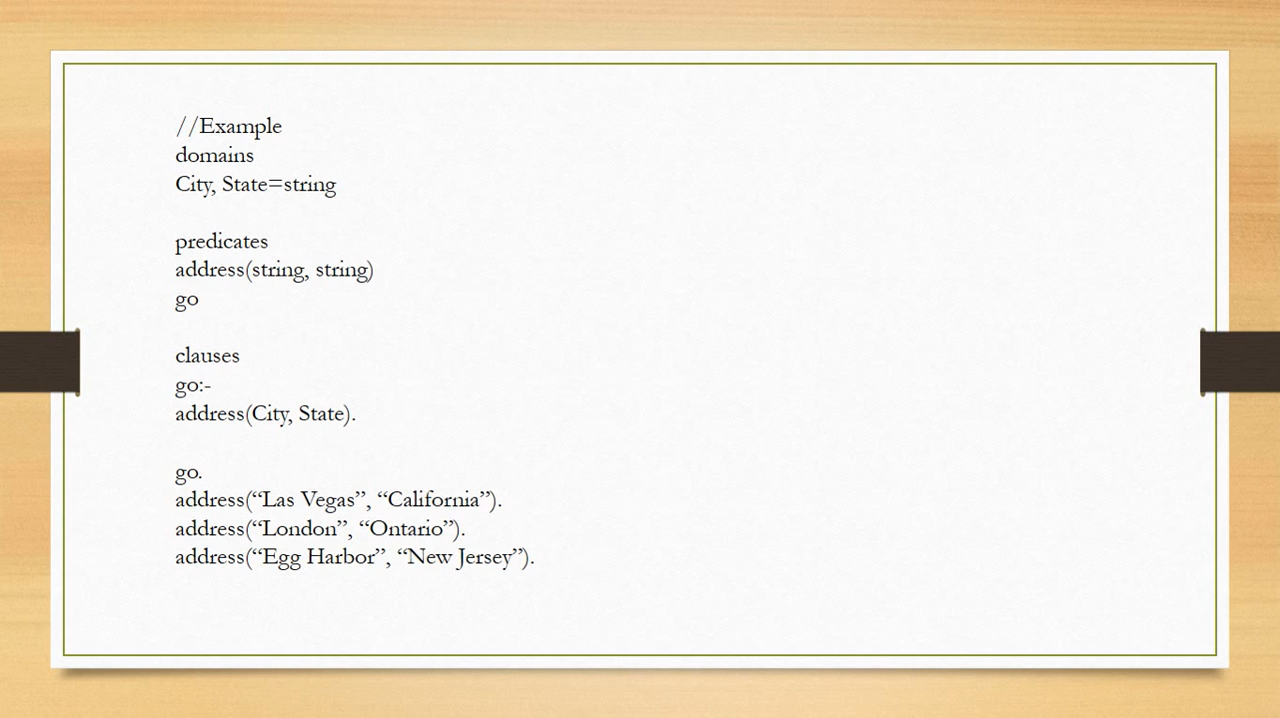 //Example
domains
City, State=string
predicates
address(string, string)
go
clauses
go:-
address(City, State).
go.
address(“Las Vegas”, “California”).
address(“London”, “Ontario”).
address(“Egg Harbor”, “New Jersey”).